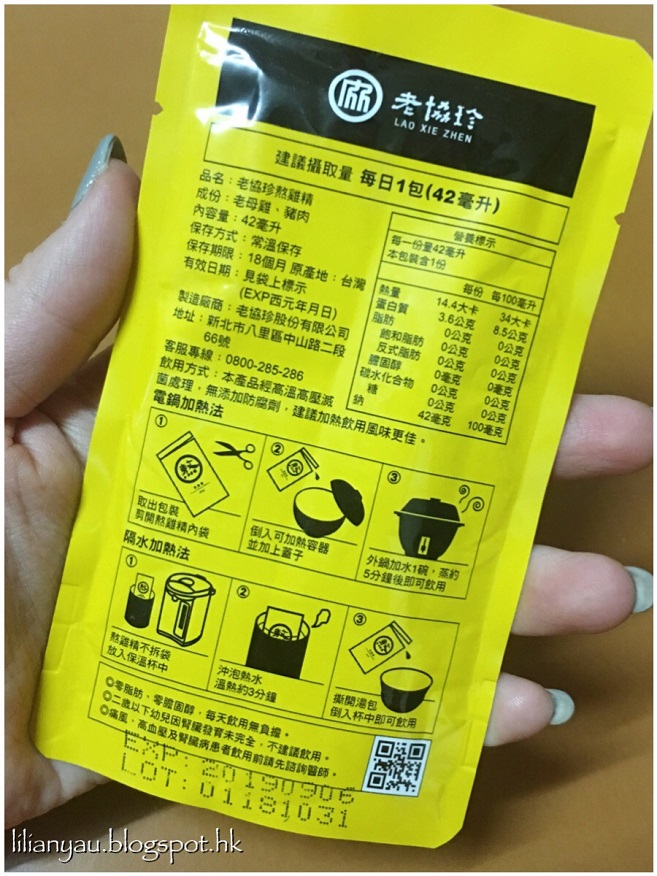 老協珍
LAO XIE ZHEN
建議攝取量 每日1包(42毫升)
品名：老協珍熬雞精
成份：老母雞、豬肉
內容量：42毫升
保存方式：常溫保存
保存期限：18個月 原產地：台灣
有效日期：見袋上標示
(EXP西元年月日)
製造廠商：老協珍股份有限公司
地址：新北市八里區中山路二段
66號
客服專線：0800-285-286
飲用方式：本產品經高溫高壓滅
菌處理，無添加防腐劑，建議加熱飲用風味更佳。
營養標示
每一份量42毫升
本包裝含1份
每份 每100毫升
熱量 14.4大卡 34大卡
蛋白質 3.6公克 8.5公克
脂肪 0公克 0公克
飽和脂肪 0公克 0公克
反式脂肪 0公克 0公克
膽固醇 0毫克 0毫克
碳水化合物 0公克 0公克
糖 0公克 0公克
鈉 42毫克 100毫克
電鍋加熱法
①
取出包裝
剪開熬雞精內袋
②
倒入可加熱容器
並加上蓋子
③
外鍋加水1碗，蒸約
5分鐘後即可飲用
隔水加熱法
①
熬雞精不拆袋
放入保溫杯中
②
沖泡熱水
溫熱約3分鐘
③
撕開湯包
倒入杯中即可飲用
◎零脂肪、零膽固醇，每天飲用無負擔。
◎二歲以下幼兒因腎臟發育未完全，不建議飲用。
◎痛風、高血壓及腎臟病患者飲用前請先諮詢醫師。
EXP: 20190906
LOT: 01181031
lilianyau.blogspot.hk